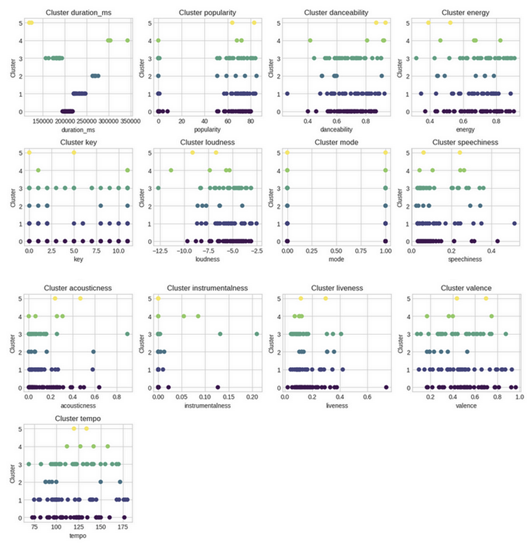 Cluster duration_ms
Cluster popularity
Cluster danceability
Cluster energy
5
4
3
2
1
0
Cluster
150000 200000 250000 300000 350000
duration_ms
5
4
3
2
1
0
Cluster
0 20 40 60 80
popularity
5
4
3
2
1
0
Cluster
0.4 0.6 0.8
danceability
5
4
3
2
1
0
Cluster
0.4 0.6 0.8
energy
Cluster key
Cluster loudness
Cluster mode
Cluster speechiness
5
4
3
2
1
0
Cluster
0.0 2.5 5.0 7.5 10.0
key
5
4
3
2
1
0
Cluster
-12.5 -10.0 -7.5 -5.0 -2.5
loudness
5
4
3
2
1
0
Cluster
0.00 0.25 0.50 0.75 1.00
mode
5
4
3
2
1
0
Cluster
0.0 0.2 0.4
speechiness
Cluster acousticness
Cluster instrumentalness
Cluster liveness
Cluster valence
5
4
3
2
1
0
Cluster
0.0 0.2 0.4 0.6 0.8
acousticness
5
4
3
2
1
0
Cluster
0.00 0.05 0.10 0.15 0.20
instrumentalness
5
4
3
2
1
0
Cluster
0.0 0.2 0.4 0.6
liveness
5
4
3
2
1
0
Cluster
0.2 0.4 0.6 0.8 1.0
valence
Cluster tempo
5
4
3
2
1
0
Cluster
75 100 125 150 175
tempo